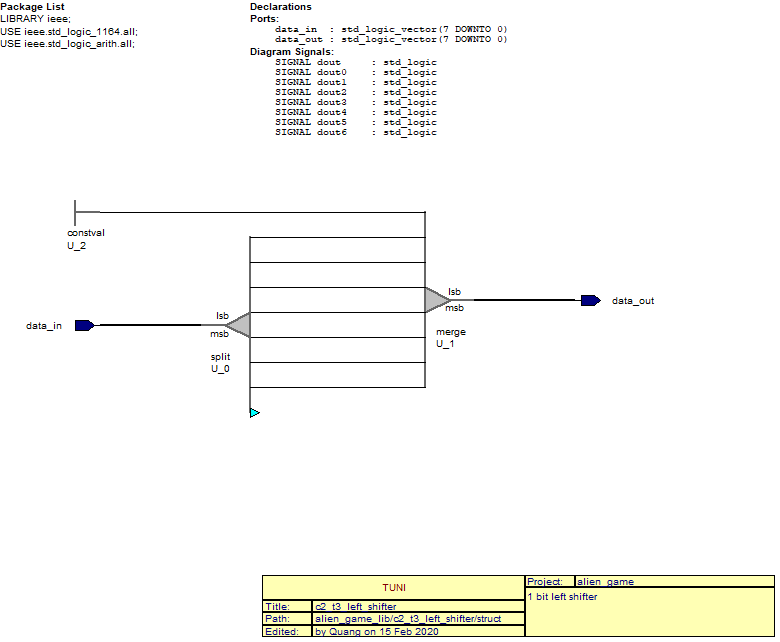 Package List
LIBRARY ieee;
USE ieee.std_logic_1164.all;
USE ieee.std_logic_arith.all;
Declarations
Ports:
data_in : std_logic_vector(7 DOWNTO 0)
data_out : std_logic_vector(7 DOWNTO 0)
Diagram Signals:
SIGNAL dout : std_logic
SIGNAL dout0 : std_logic
SIGNAL dout1 : std_logic
SIGNAL dout2 : std_logic
SIGNAL dout3 : std_logic
SIGNAL dout4 : std_logic
SIGNAL dout5 : std_logic
SIGNAL dout6 : std_logic
constval
U_2
lsb
msb
data_out
merge
U_1
data_in
lsb
msb
split
U_0
TUNI
Title: c2_t3_left_shifter
Path: alien_game_lib/c2_t3_left_shifter/struct
Edited: by Quang on 15 Feb 2020
Project: alien_game
1 bit left shifter